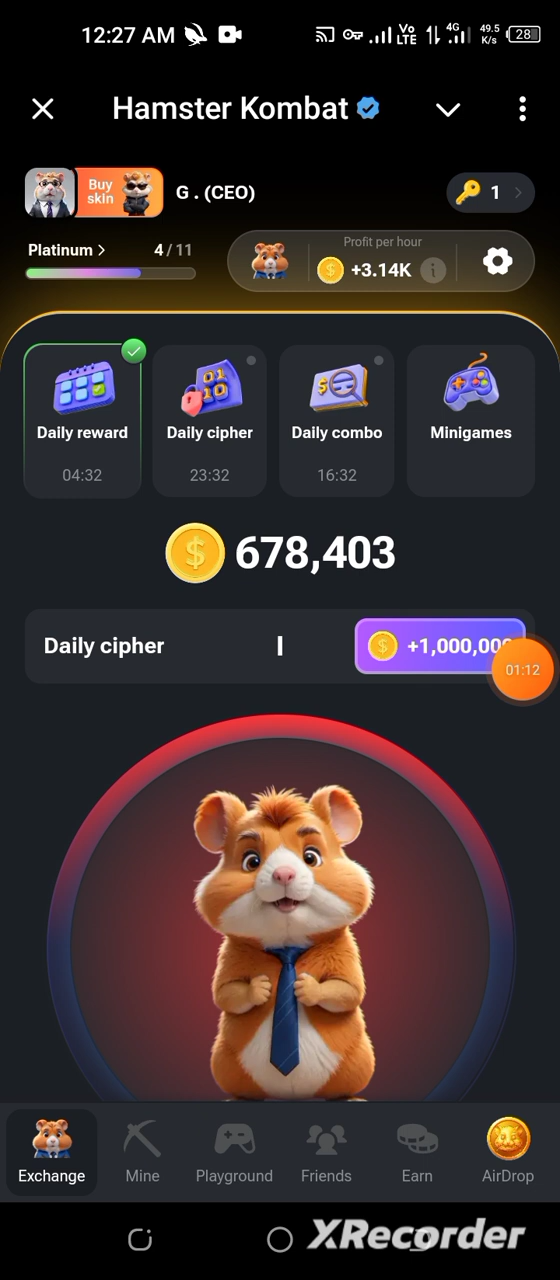 12:27 AM
Vo LTE
4G
49.5 K/s
28
Hamster Kombat
Buy skin
G . (CEO)
1
Platinum
4 / 11
Profit per hour
+3.14K
Daily reward
04:32
Daily cipher
23:32
Daily combo
16:32
Minigames
678,403
Daily cipher
I
+1,000,000
01:12
Exchange
Mine
Playground
Friends
Earn
AirDrop
XRecorder